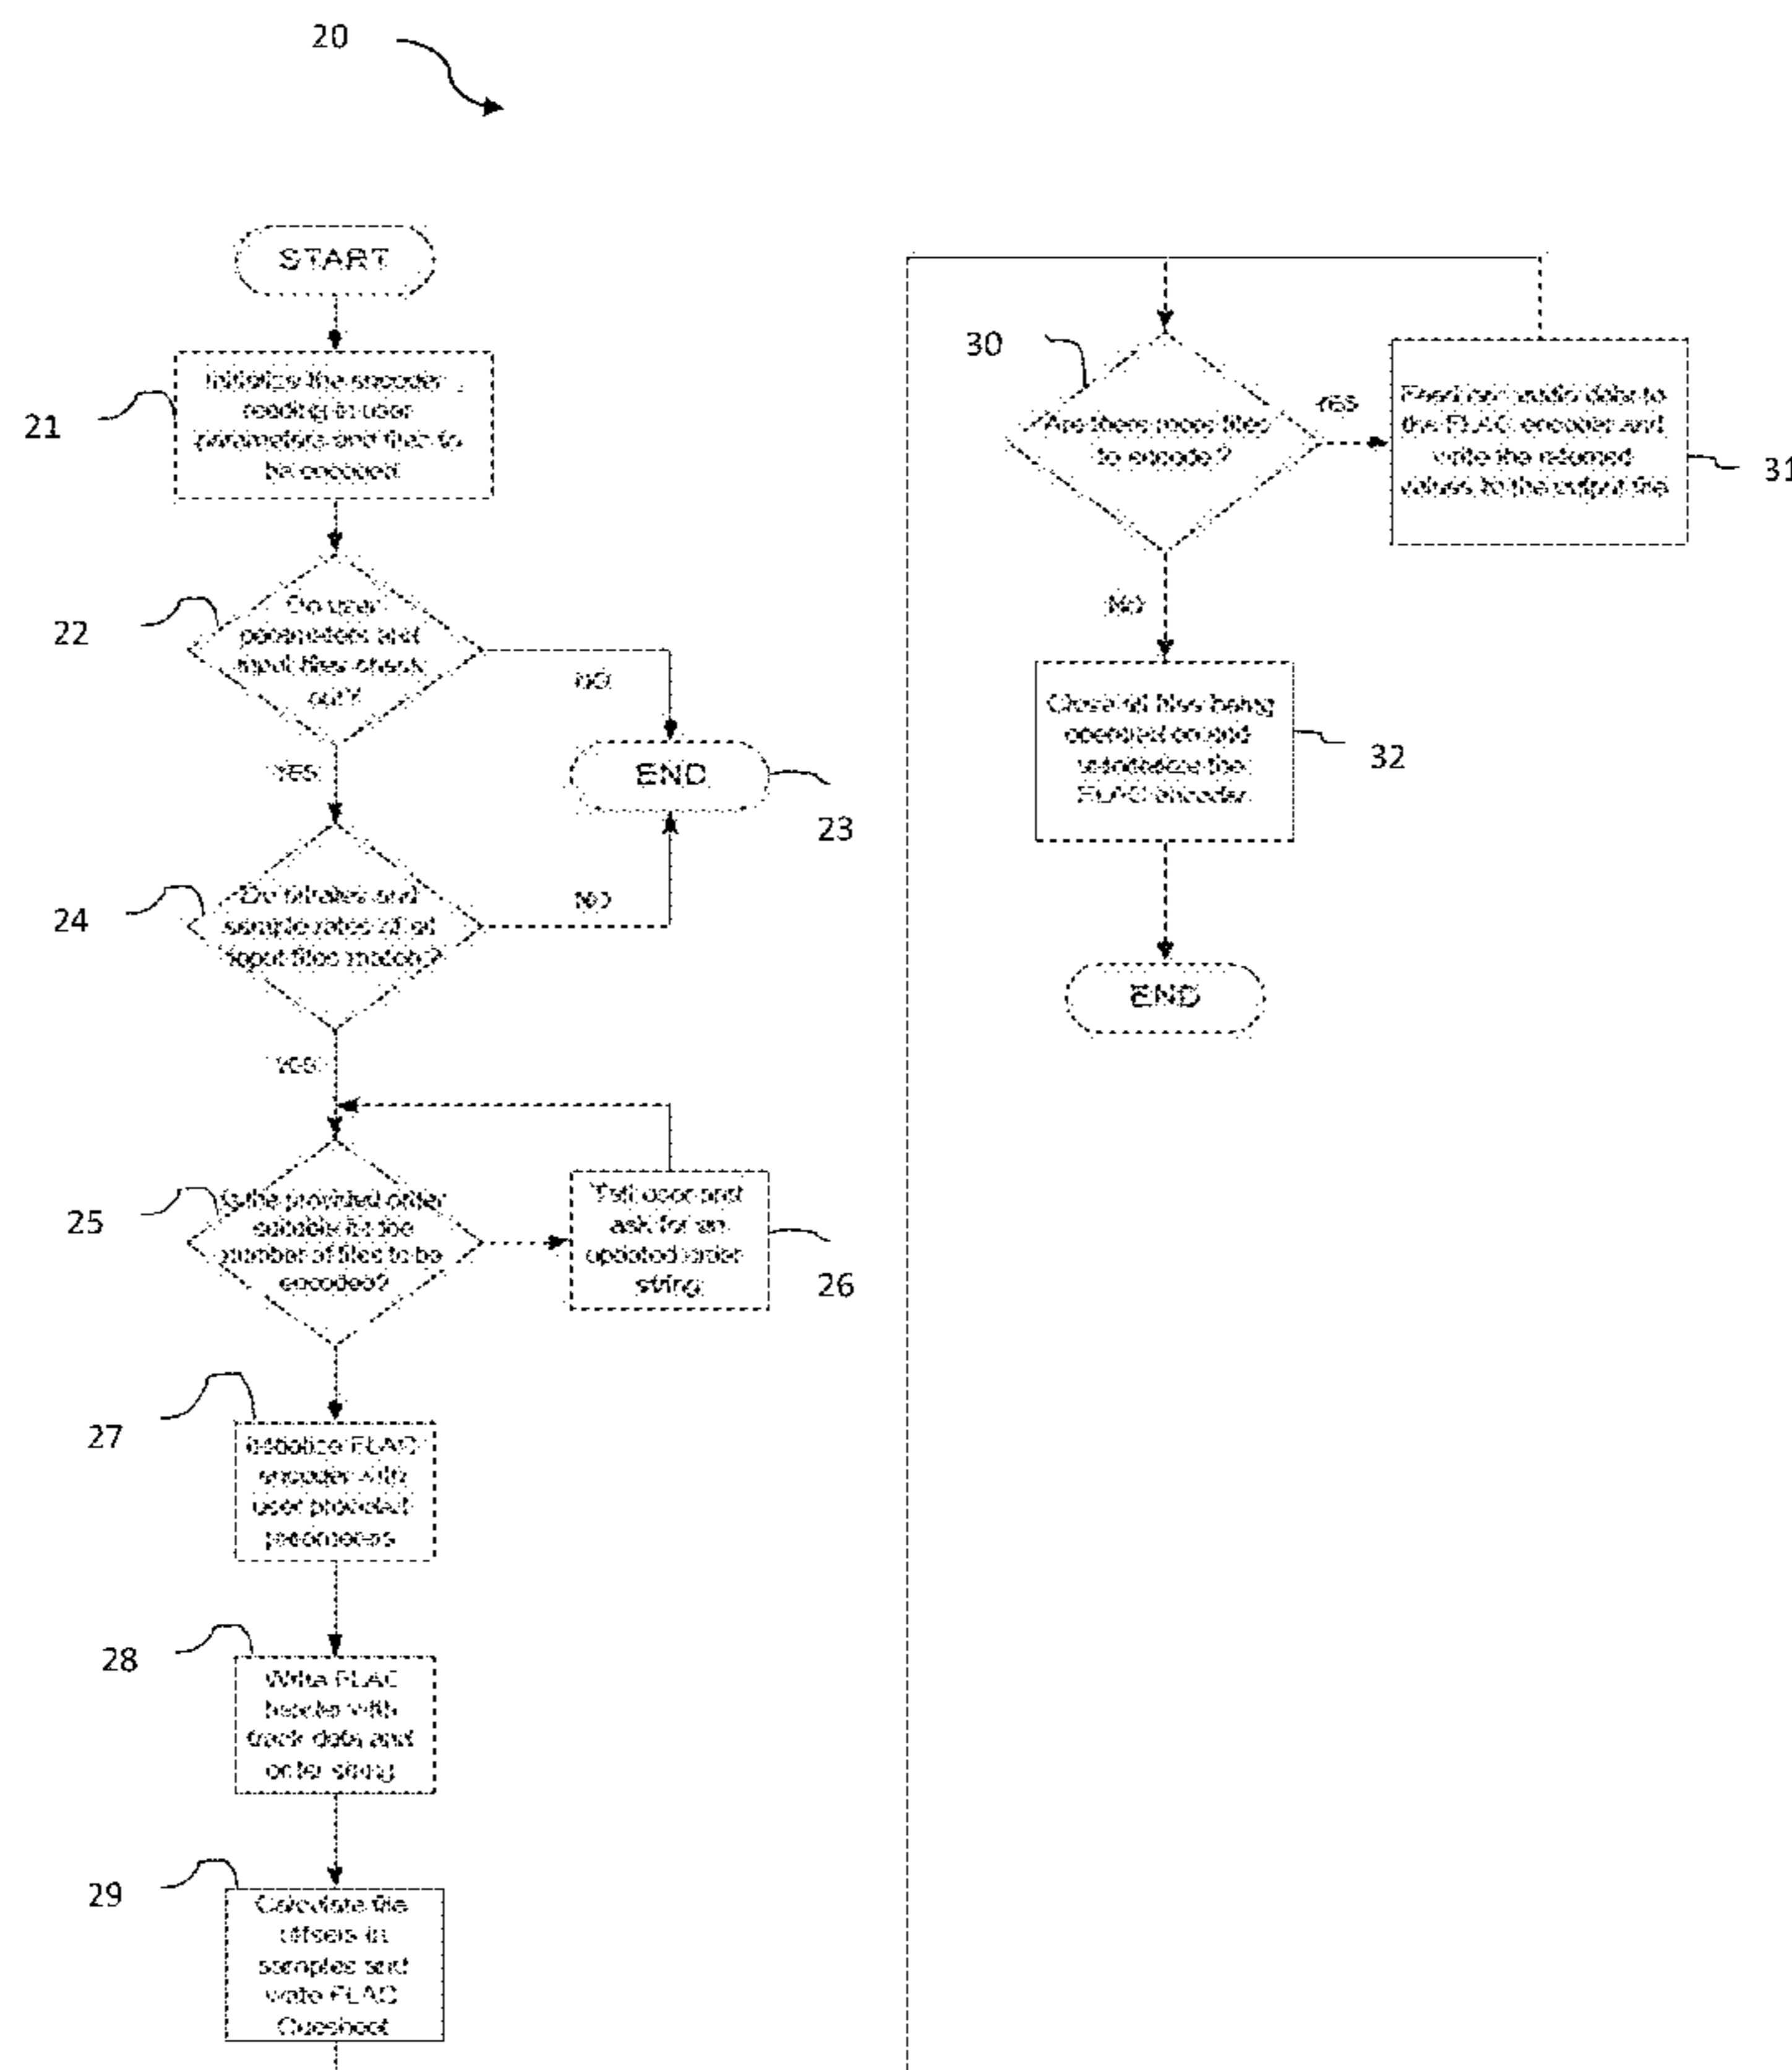 20
START
21
Initialize the encoder,
reading in user
parameters and files to
be encoded
22
Do user
parameters and
input files check
out?
NO
YES
END
23
24
Do bitrates and
sample rates of all
input files match?
NO
YES
25
Is the provided order
suitable for the
number of files to be
encoded?
Tell user and
ask for an
updated order
string
26
27
Initialize FLAC
encoder with
user provided
parameters
28
Write FLAC
header with
track data and
order string
29
Calculate file
offsets in
samples and
write FLAC
Cuesheet
30
Are there more files
to encode?
YES
Feed raw audio data to
the FLAC encoder and
write the returned
values to the output file
31
NO
Close all files being
operated on and
uninitialize the
FLAC encoder
32
END